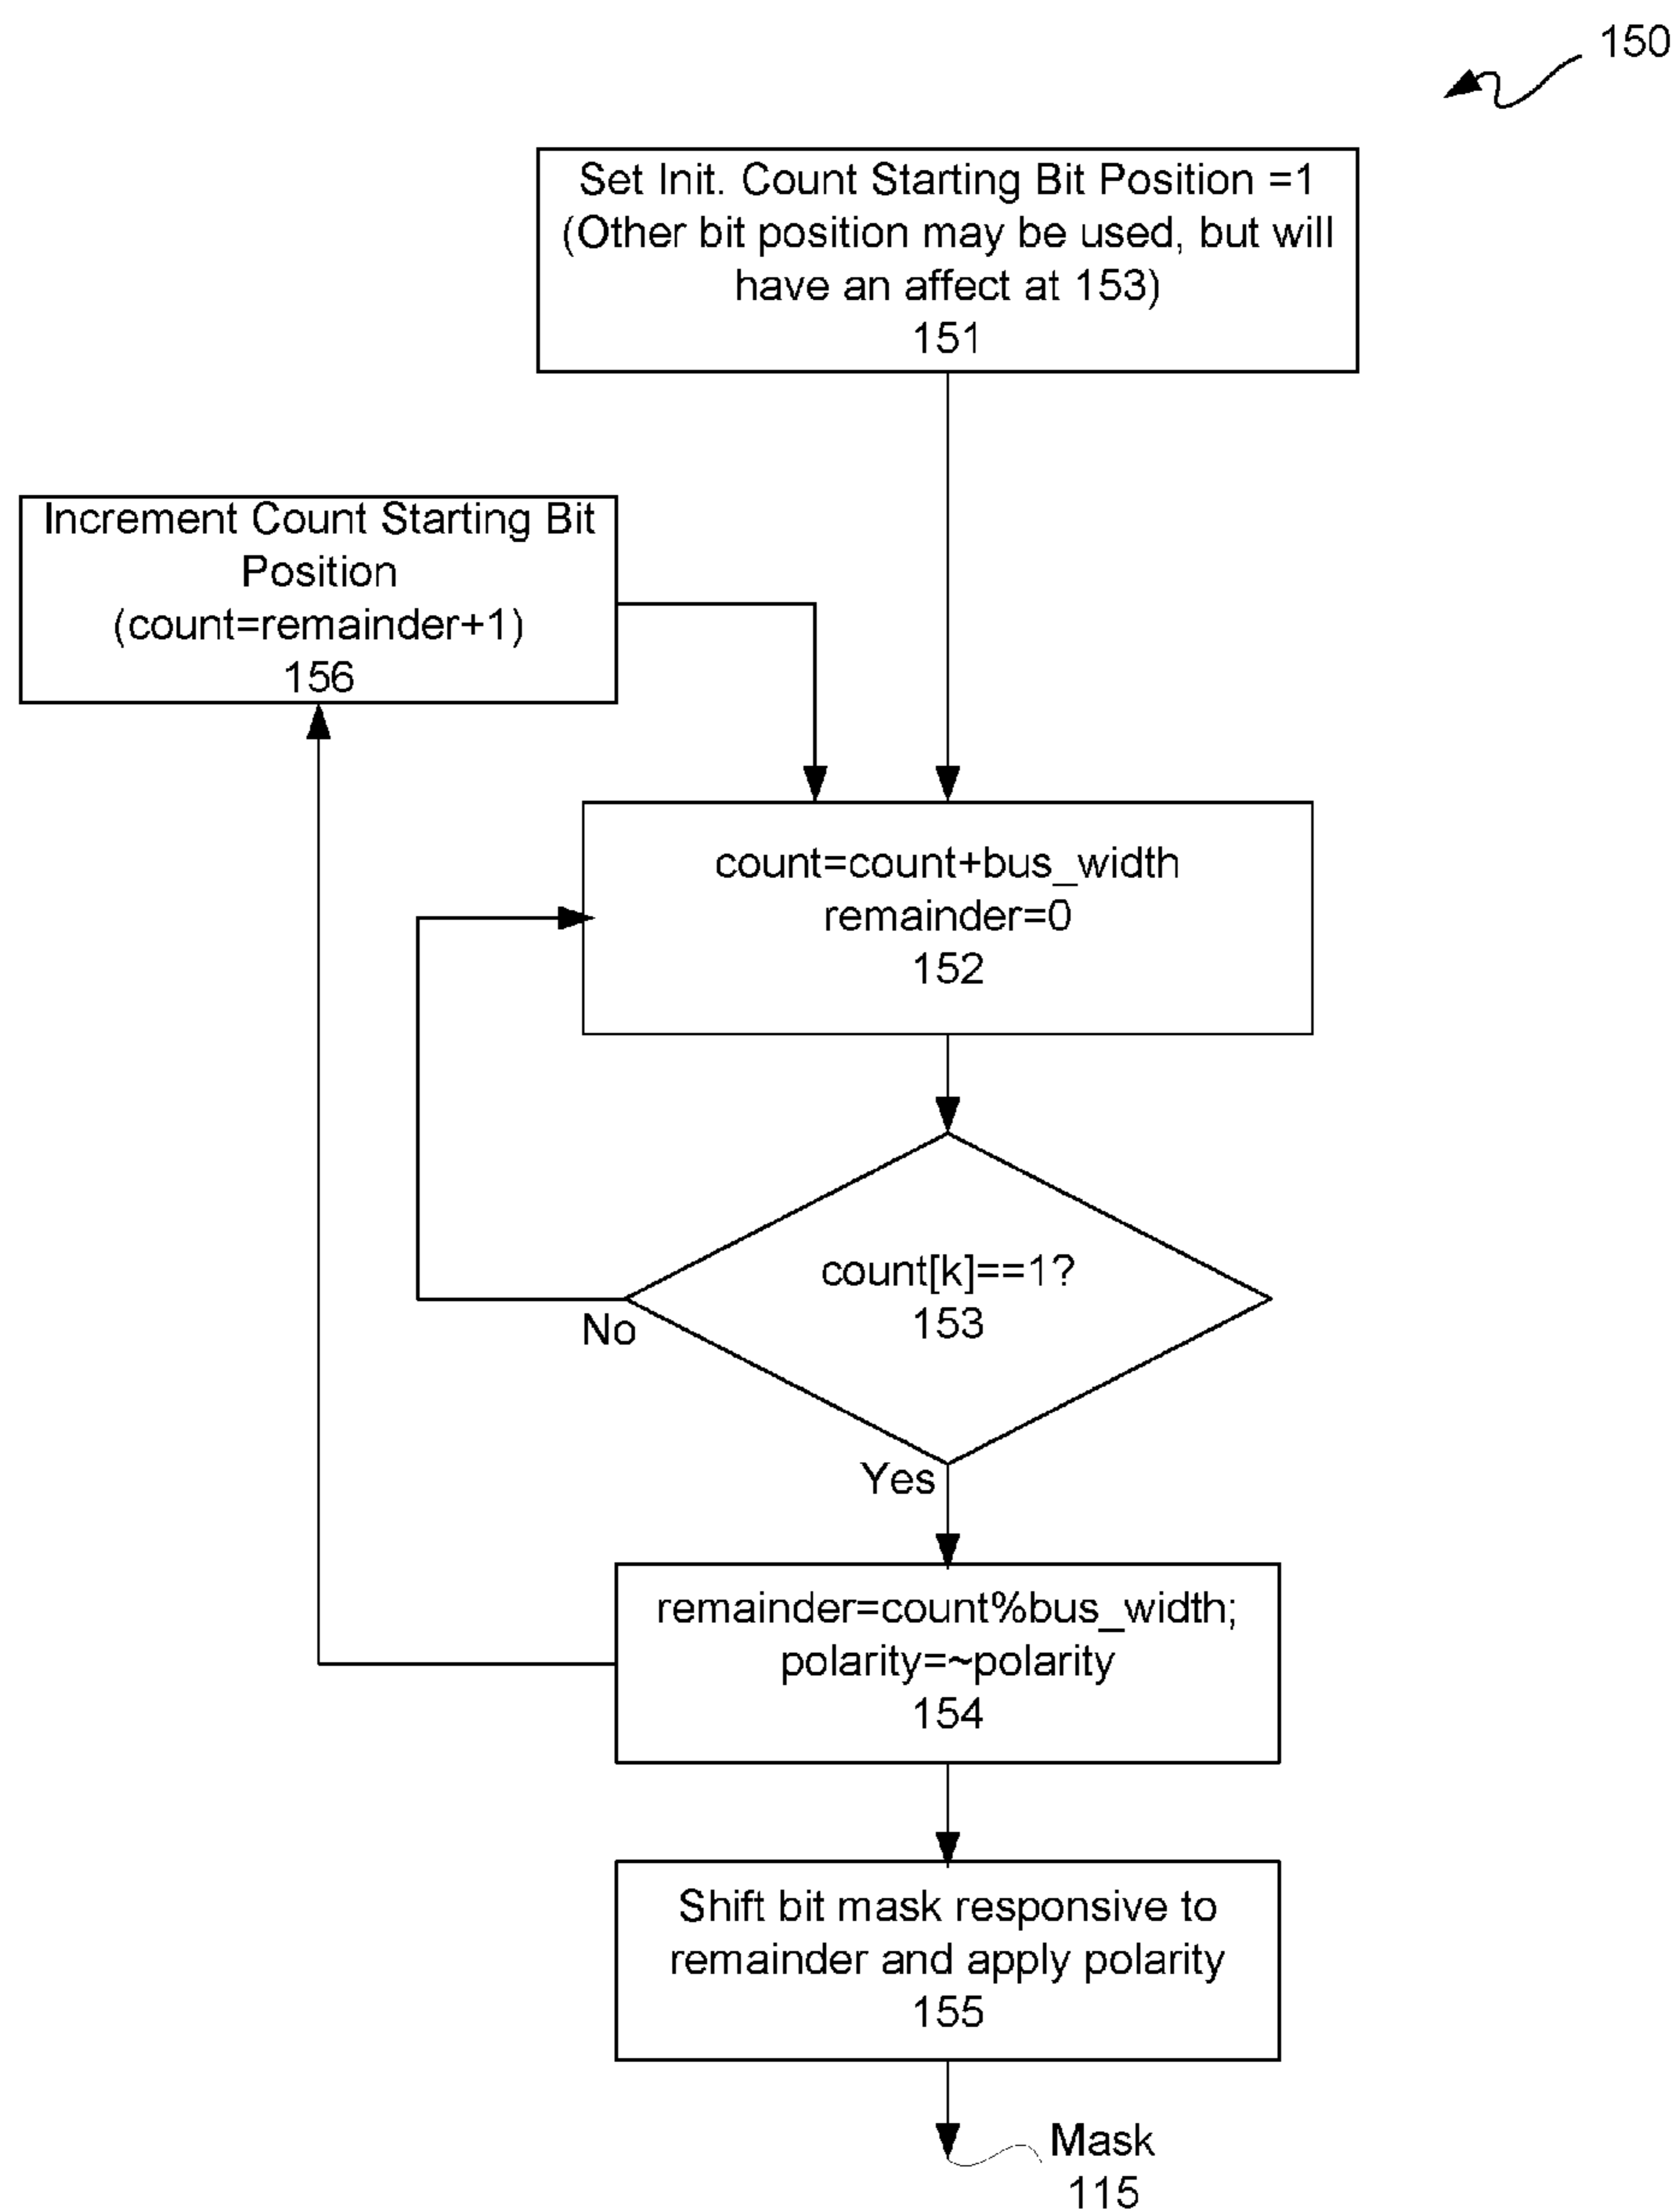 150
Set Init. Count Starting Bit Position =1
(Other bit position may be used, but will
have an affect at 153)
151
Increment Count Starting Bit
Position
(count=remainder+1)
156
count=count+bus_width
remainder=0
152
count[k]==1?
153
No
Yes
remainder=count%bus_width;
polarity=~polarity
154
Shift bit mask responsive to
remainder and apply polarity
155
Mask
115